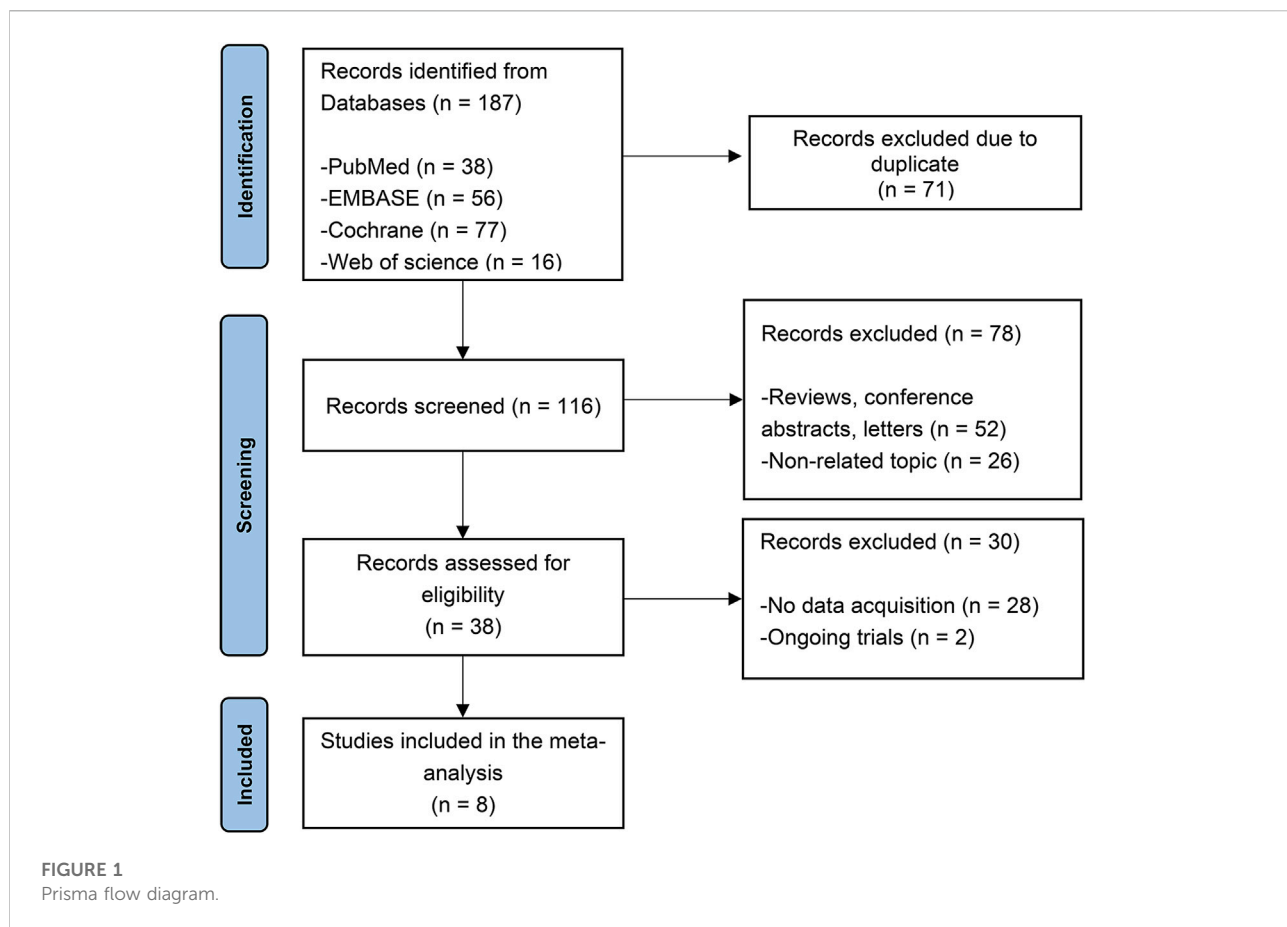 Identification
Records identified from
Databases (n = 187)
-PubMed (n = 38)
-EMBASE (n = 56)
-Cochrane (n = 77)
-Web of science (n = 16)
Records excluded due to
duplicate
(n = 71)
Screening
Records screened (n = 116)
Records excluded (n = 78)
-Reviews, conference
abstracts, letters (n = 52)
-Non-related topic (n = 26)
Records assessed for
eligibility
(n = 38)
Records excluded (n = 30)
-No data acquisition (n = 28)
-Ongoing trials (n = 2)
Included
Studies included in the meta-
analysis
(n = 8)
FIGURE 1
Prisma flow diagram.